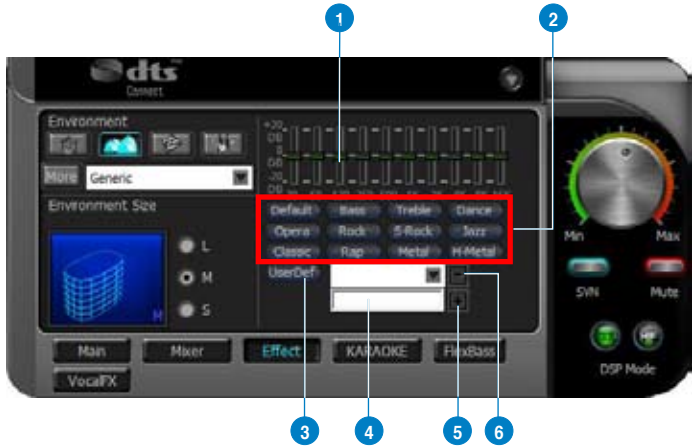 1 2
dts
Connect
Environment
+20
DB
0
DB
-20
DB
More Generic
Environment Size
L
M
S
M
Default Bass Treble Dance
Opera Rock S-Rock Jazz
Classic Rap Metal H-Metal
UserDef
Min Max
SVN Mute
DSP Mode
Main Mixer Effect KARAOKE FlexBass
VocalFX
3 4 5 6